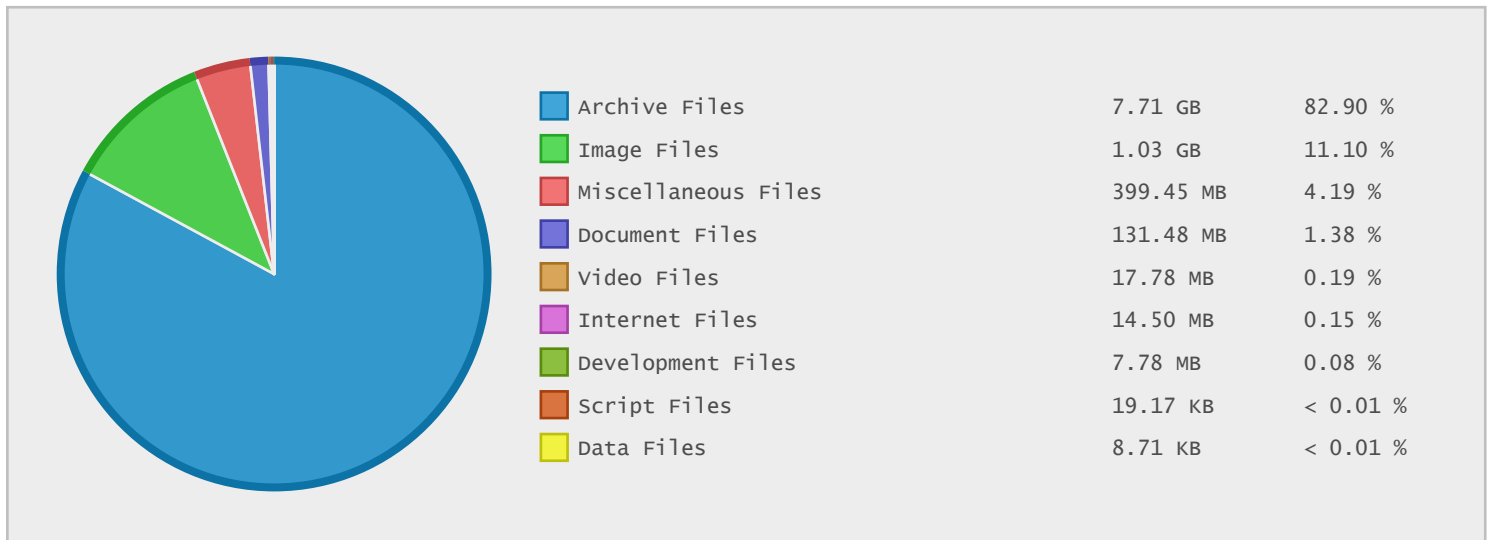 Archive Files 7.71 GB 82.90 %
Image Files 1.03 GB 11.10 %
Miscellaneous Files 399.45 MB 4.19 %
Document Files 131.48 MB 1.38 %
Video Files 17.78 MB 0.19 %
Internet Files 14.50 MB 0.15 %
Development Files 7.78 MB 0.08 %
Script Files 19.17 KB < 0.01 %
Data Files 8.71 KB < 0.01 %